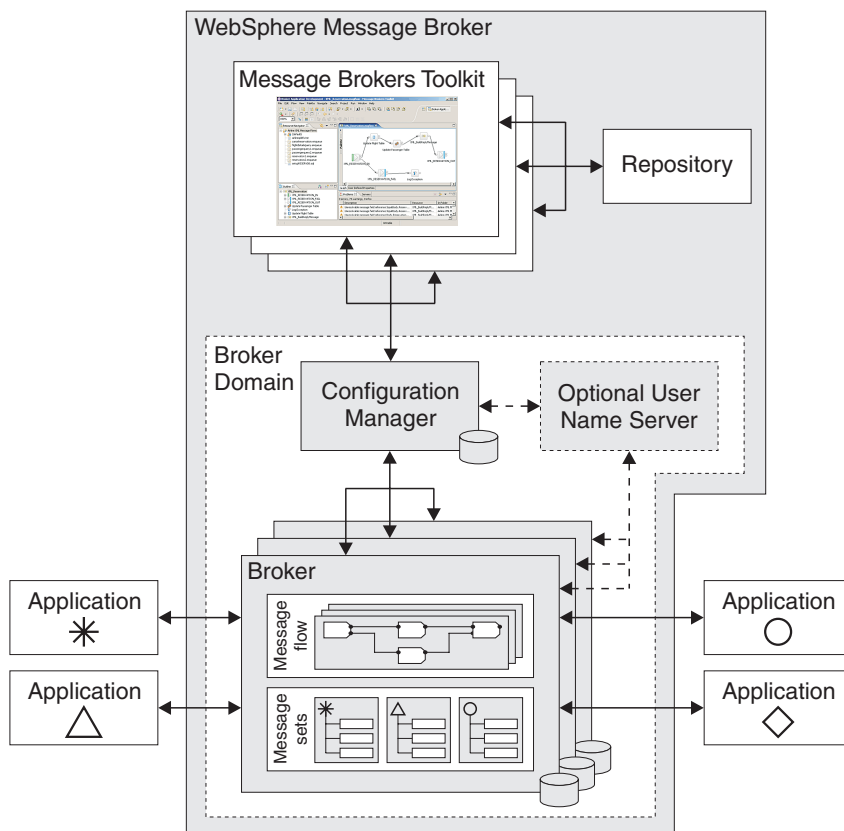 WebSphere Message Broker
Message Brokers Toolkit
Repository
Broker
Domain
Configuration
Manager
Optional User
Name Server
Broker
Message
flow
Message
sets
Application
Application
Application
Application